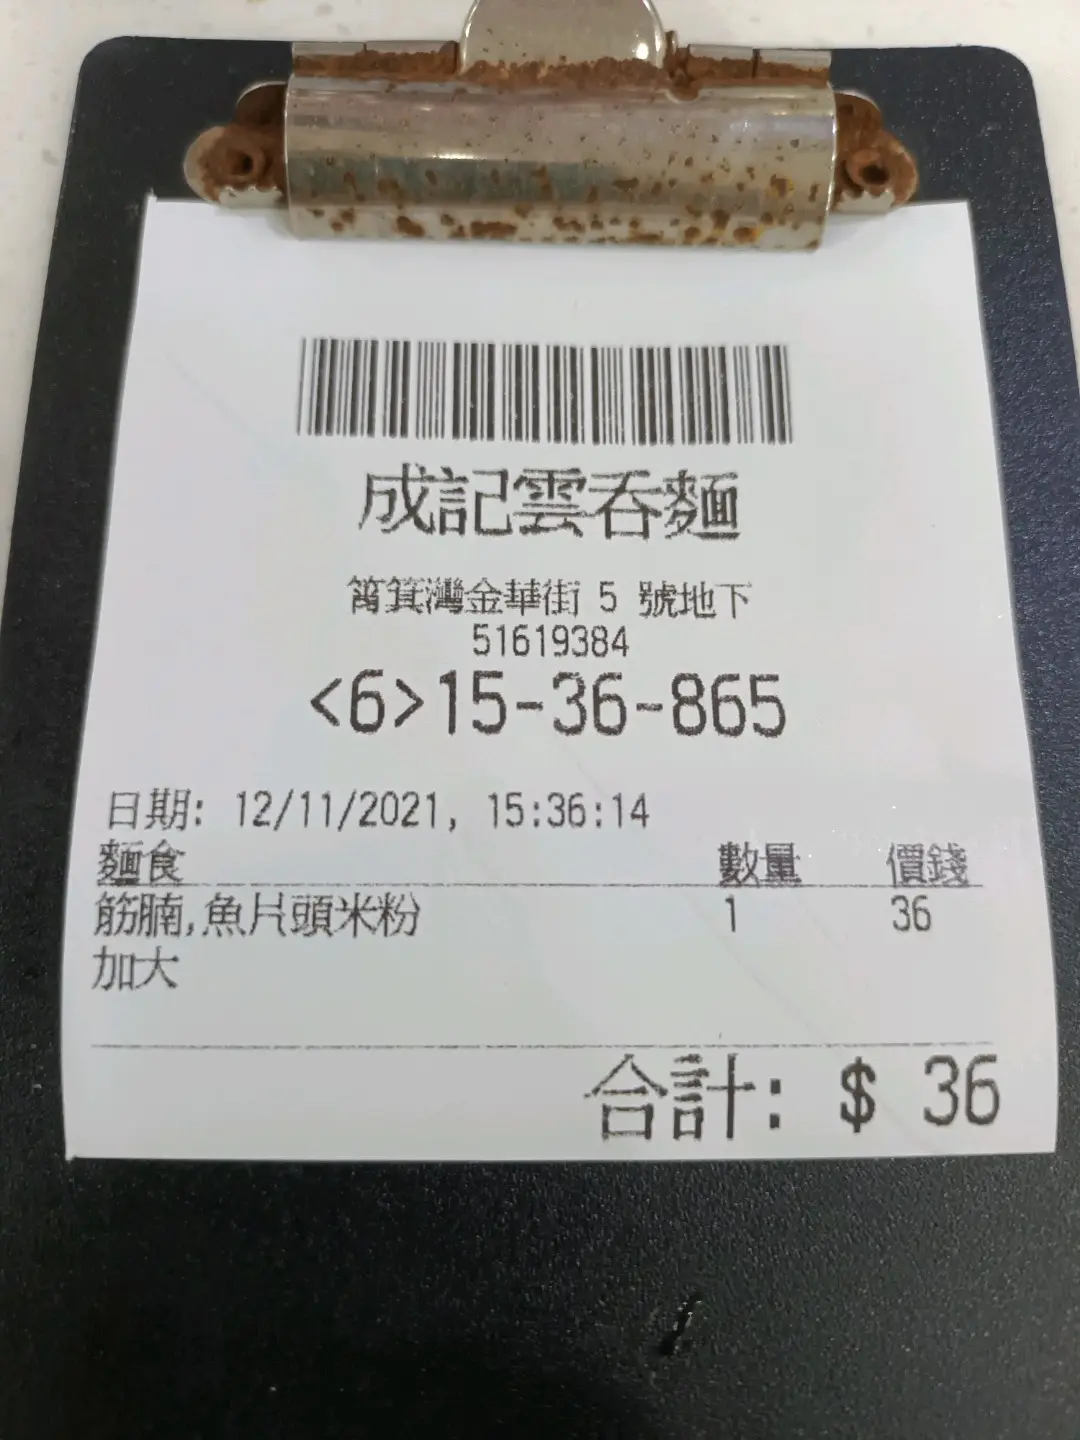 成記雲吞麵
筲箕灣金華街 5 號地下
51619384
<6>15-36-865
日期: 12/11/2021, 15:36:14
麵食 數量 價錢
筋腩,魚片頭米粉 1 36
加大
合計: $ 36